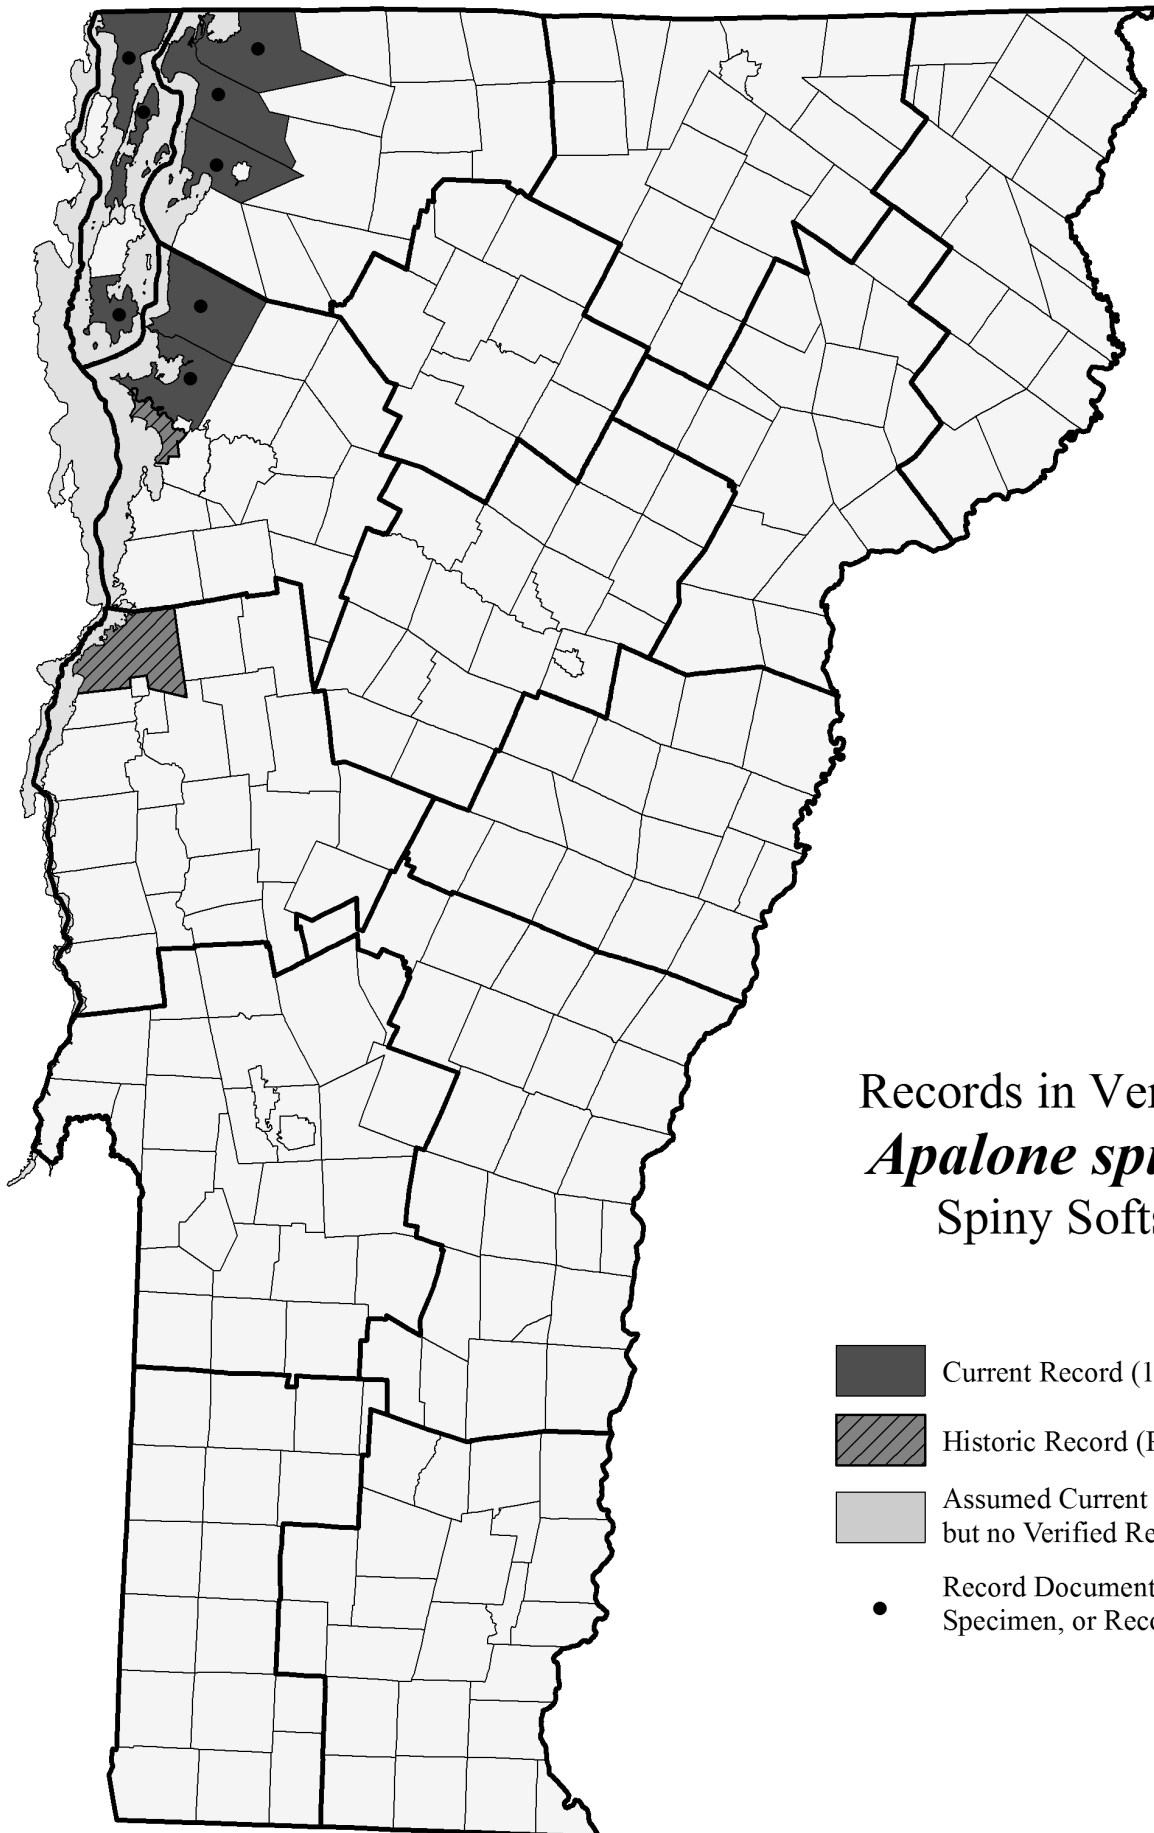 Records in Ver
Apalone spi
Spiny Softs
Current Record (1
Historic Record (P
Assumed Current
but no Verified Re
Record Document
Specimen, or Reco